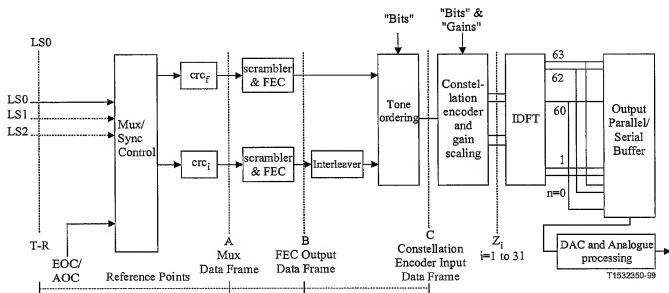 "Bits"
"Bits" &
"Gains"
LS0
LS0
LS1
LS2
Mux/
Sync
Control
crcf
crci
scrambler
& FEC
scrambler
& FEC
Interleaver
Tone
ordering
Constel-
lation
encoder
and
gain
scaling
IDFT
63
62
60
1
n=0
Output
Parallel/
Serial
Buffer
T-R
EOC/
AOC
Reference Points
A
Mux
Data Frame
B
FEC Output
Data Frame
C
Constellation
Encoder Input
Data Frame
Zi
i=1 to 31
DAC and Analogue
processing
T1532350-99